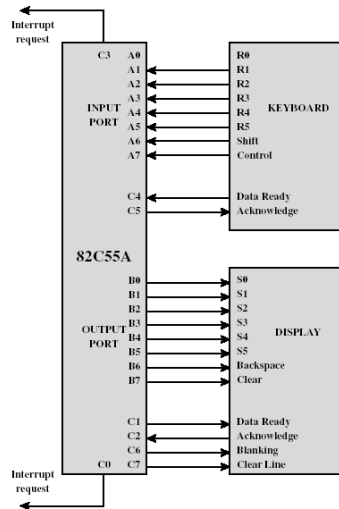 Interrupt
request
C3 A0 R0
A1 R1
A2 R2
INPUT A3 R3 KEYBOARD
PORT A4 R4
A5 R5
A6 Shift
A7 Control
C4 Data Ready
C5 Acknowledge
82C55A
B0 S0
B1 S1
B2 S2
OUTPUT B3 S3 DISPLAY
PORT B4 S4
B5 S5
B6 Backspace
B7 Clear
C1 Data Ready
C2 Acknowledge
C6 Blanking
C0 C7 Clear Line
Interrupt
request